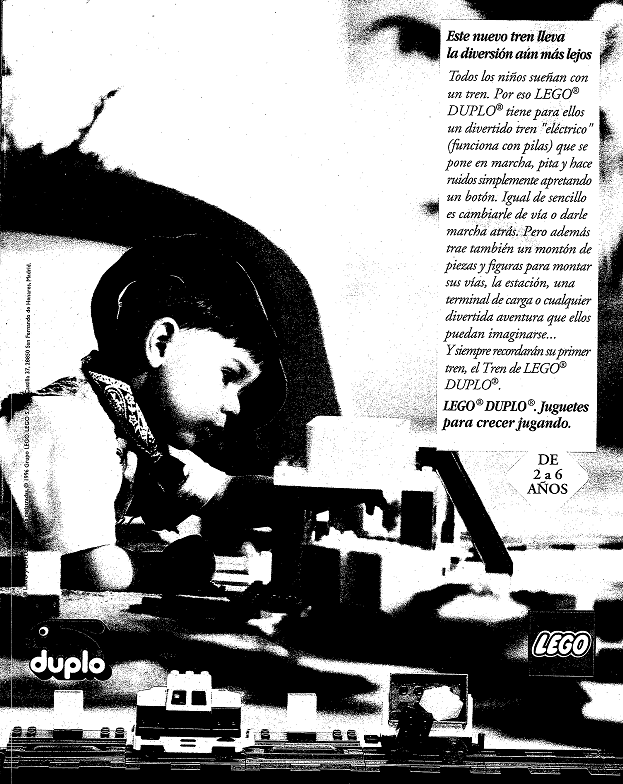 Este nuevo tren lleva
la diversión aún más lejos
Todos los niños sueñan con
un tren. Por eso LEGO®
DUPLO® tiene para ellos
un divertido tren "eléctrico"
(funciona con pilas) que se
pone en marcha, pita y hace
ruidos simplemente apretando
un botón. Igual de sencillo
es cambiarle de vía o darle
marcha atrás. Pero además
trae también un montón de
piezas y figuras para montar
sus vías, la estación, una
terminal de carga o cualquier
divertida aventura que ellos
puedan imaginarse...
Y siempre recordarán su primer
tren, el Tren de LEGO®
DUPLO®.
LEGO® DUPLO®. Juguetes
para crecer jugando.
DE
2 a 6
AÑOS
© 1996 Grupo LEGO. LEGO 37, 28830 San Fernando de Henares, Madrid.
duplo
LEGO